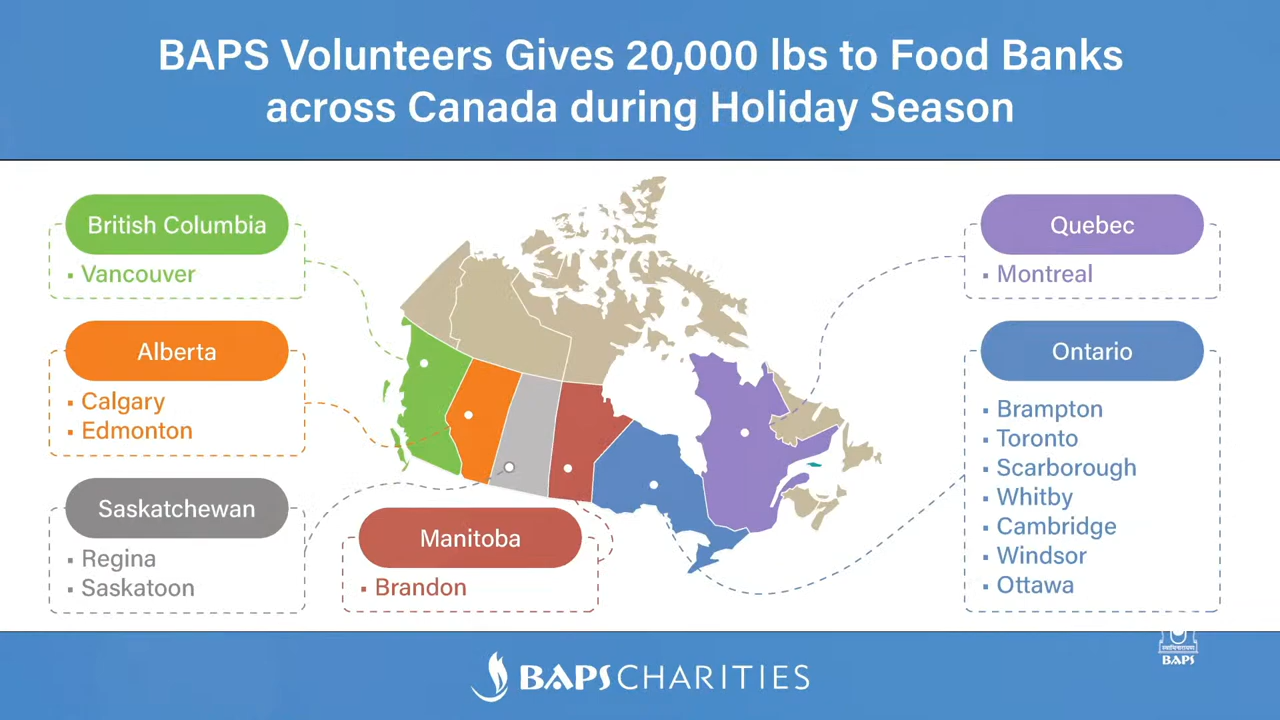 BAPS Volunteers Gives 20,000 lbs to Food Banks
across Canada during Holiday Season
British Columbia
▪ Vancouver
Alberta
▪ Calgary
▪ Edmonton
Saskatchewan
▪ Regina
▪ Saskatoon
Manitoba
▪ Brandon
Quebec
▪ Montreal
Ontario
▪ Brampton
▪ Toronto
▪ Scarborough
▪ Whitby
▪ Cambridge
▪ Windsor
▪ Ottawa
BAPS CHARITIES
BAPS